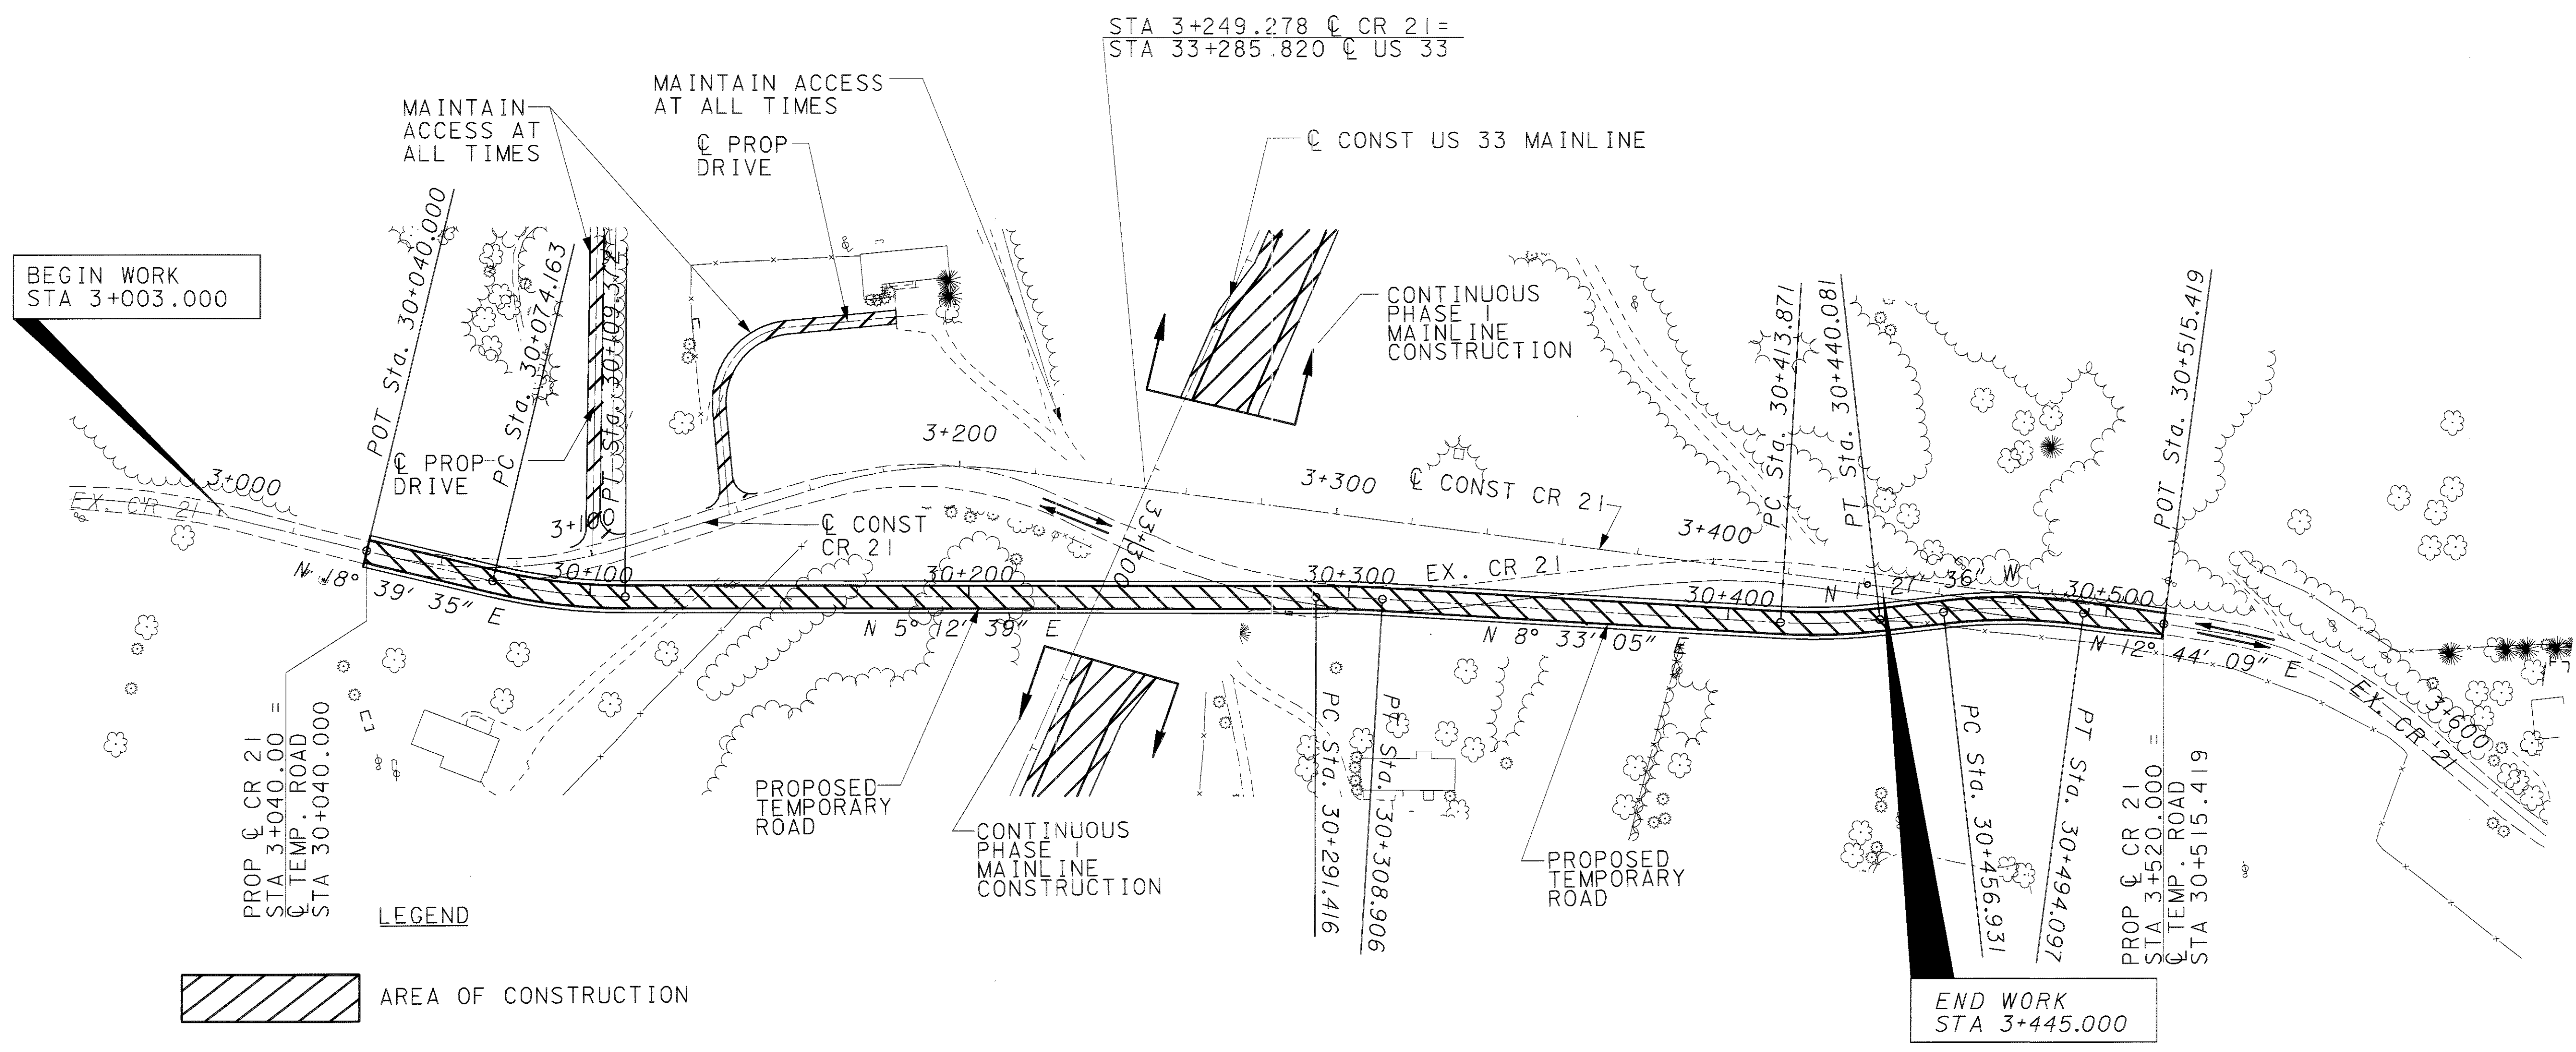 STA 3+249.278 ℄ CR 21=
STA 33+285.820 ℄ US 33
MAINTAIN ACCESS
AT ALL TIMES
MAINTAIN
ACCESS AT
ALL TIMES
℄ PROP
DRIVE
℄ CONST US 33 MAINLINE
BEGIN WORK
STA 3+003.000
POT Sta. 30+040.000
PC Sta. 30+074.163
PT Sta. 30+109.372
CONTINUOUS
PHASE 1
MAINLINE
CONSTRUCTION
PC Sta. 30+413.871
PT Sta. 30+440.081
POT Sta. 30+515.419
℄ PROP
DRIVE
3+000
EX. CR 21
3+100
3+200
3+300
℄ CONST CR 21
3+400
℄ CONST
CR 21
33+300
EX. CR 21
30+100
30+200
30+300
30+400
30+500
N 18° 39' 35" E
N 5° 12' 39" E
N 8° 33' 05" E
N 1° 27' 36" W
N 12° 44' 09" E
EX. CR 21
3+600
PROP ℄ CR 21
STA 3+040.00 =
℄ TEMP. ROAD
STA 30+040.000
PROPOSED
TEMPORARY
ROAD
CONTINUOUS
PHASE 1
MAINLINE
CONSTRUCTION
PC Sta. 30+291.416
PT Sta. 30+308.906
PROPOSED
TEMPORARY
ROAD
PC Sta. 30+456.931
PT Sta. 30+494.097
PROP ℄ CR 21
STA 3+520.000 =
℄ TEMP. ROAD
STA 30+515.419
LEGEND
AREA OF CONSTRUCTION
END WORK
STA 3+445.000